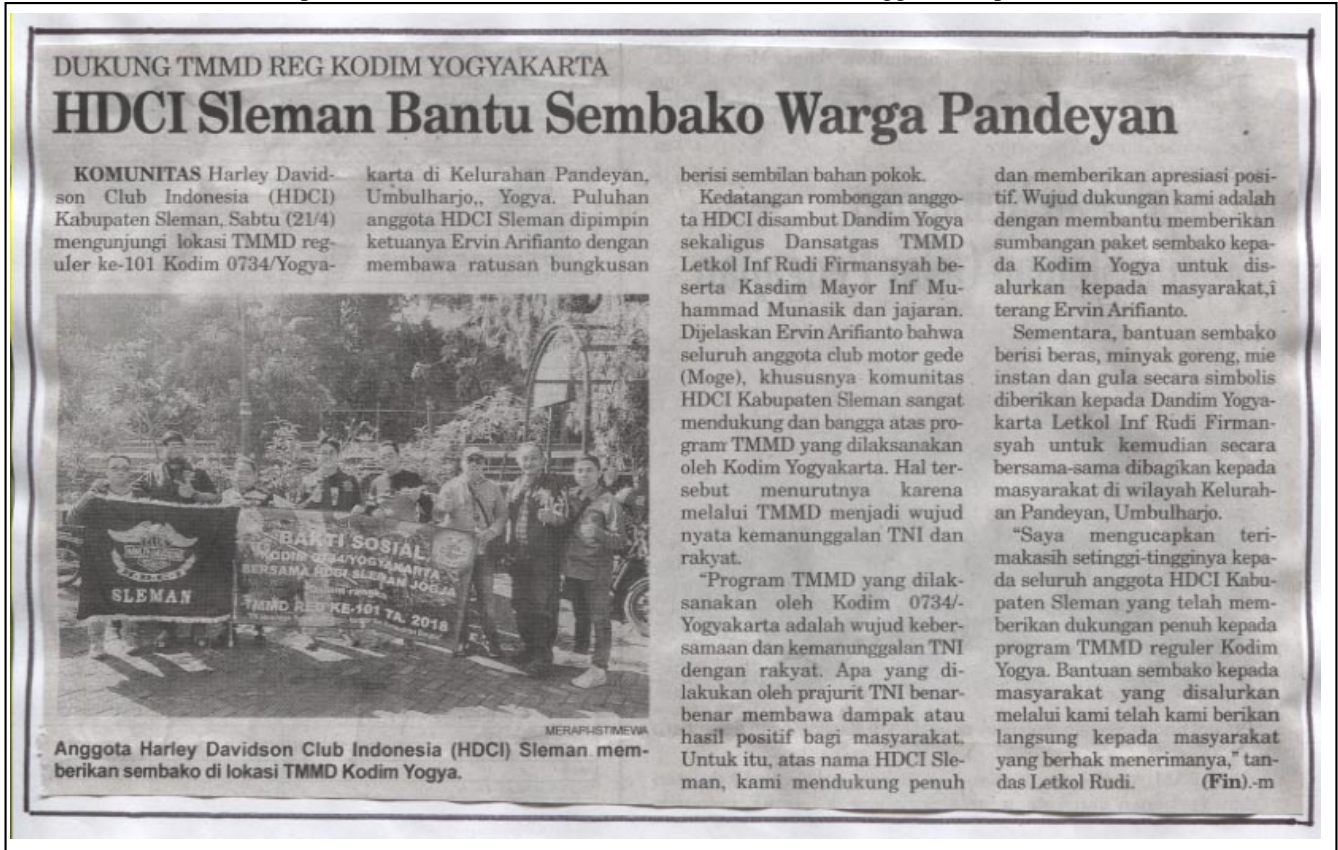 DUKUNG TMMD REG KODIM YOGYAKARTA
HDCI Sleman Bantu Sembako Warga Pandeyan
KOMUNITAS Harley David-
son Club Indonesia (HDCI)
Kabupaten Sleman, Sabtu (21/4)
mengunjungi lokasi TMMD reg-
uler ke-101 Kodim 0734/Yogya-
karta di Kelurahan Pandeyan,
Umbulharjo,, Yogya. Puluhan
anggota HDCI Sleman dipimpin
ketuanya Ervin Arifianto dengan
membawa ratusan bungkusan
SLEMAN
BAKTI SOSIAL
KODIM 0734/YOGYAKARTA
BERSAMA HDCI SLEMAN JOGJA
TMMD REG KE-101 TA. 2018
MERAPI-ISTIMEWA
Anggota Harley Davidson Club Indonesia (HDCI) Sleman mem-
berikan sembako di lokasi TMMD Kodim Yogya.
berisi sembilan bahan pokok.
Kedatangan rombongan anggo-
ta HDCI disambut Dandim Yogya
sekaligus Dansatgas TMMD
Letkol Inf Rudi Firmansyah be-
serta Kasdim Mayor Inf Mu-
hammad Munasik dan jajaran.
Dijelaskan Ervin Arifianto bahwa
seluruh anggota club motor gede
(Moge), khususnya komunitas
HDCI Kabupaten Sleman sangat
mendukung dan bangga atas pro-
gram TMMD yang dilaksanakan
oleh Kodim Yogyakarta. Hal ter-
sebut menurutnya karena
melalui TMMD menjadi wujud
nyata kemanunggalan TNI dan
rakyat.
“Program TMMD yang dilak-
sanakan oleh Kodim 0734/-
Yogyakarta adalah wujud keber-
samaan dan kemanunggalan TNI
dengan rakyat. Apa yang di-
lakukan oleh prajurit TNI benar-
benar membawa dampak atau
hasil positif bagi masyarakat.
Untuk itu, atas nama HDCI Sle-
man, kami mendukung penuh
dan memberikan apresiasi posi-
tif. Wujud dukungan kami adalah
dengan membantu memberikan
sumbangan paket sembako kepa-
da Kodim Yogya untuk dis-
alurkan kepada masyarakat,î
terang Ervin Arifianto.
Sementara, bantuan sembako
berisi beras, minyak goreng, mie
instan dan gula secara simbolis
diberikan kepada Dandim Yogya-
karta Letkol Inf Rudi Firman-
syah untuk kemudian secara
bersama-sama dibagikan kepada
masyarakat di wilayah Kelurah-
an Pandeyan, Umbulharjo.
“Saya mengucapkan teri-
makasih setinggi-tingginya kepa-
da seluruh anggota HDCI Kabu-
paten Sleman yang telah mem-
berikan dukungan penuh kepada
program TMMD reguler Kodim
Yogya. Bantuan sembako kepada
masyarakat yang disalurkan
melalui kami telah kami berikan
langsung kepada masyarakat
yang berhak menerimanya,” tan-
das Letkol Rudi. (Fin).-m